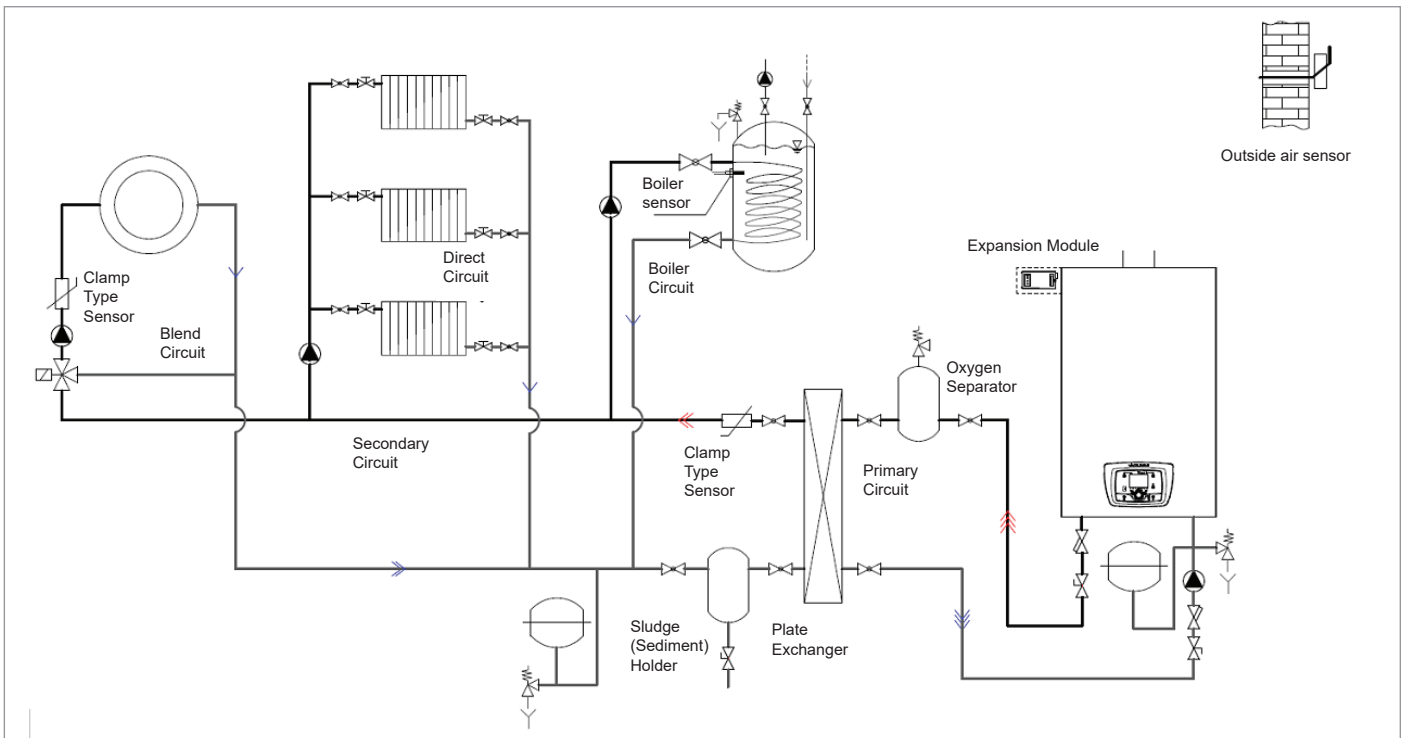 Outside air sensor
Boiler
sensor
Expansion Module
Direct
Circuit
Boiler
Circuit
Clamp
Type
Sensor
Blend
Circuit
Oxygen
Separator
Secondary
Circuit
Clamp
Type
Sensor
Primary
Circuit
Sludge
(Sediment)
Holder
Plate
Exchanger